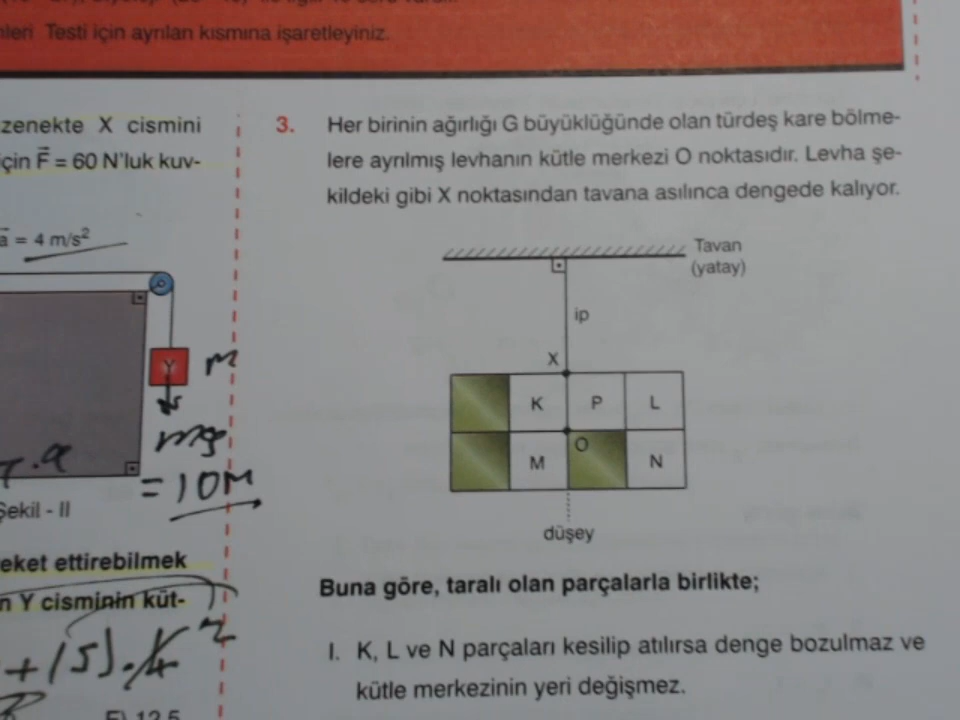 Testi için ayrılan kısmına işaretleyiniz.
zenekte X cismini
için F = 60 N'luk kuv-
a = 4 m/s²
Y
m
mg
= 10M
Şekil - II
eket ettirebilmek
n Y cisminin küt-
3. Her birinin ağırlığı G büyüklüğünde olan türdeş kare bölme-
lere ayrılmış levhanın kütle merkezi O noktasıdır. Levha şe-
kildeki gibi X noktasından tavana asılınca dengede kalıyor.
Tavan
(yatay)
ip
X
K P L
O
M N
düşey
Buna göre, taralı olan parçalarla birlikte;
I. K, L ve N parçaları kesilip atılırsa denge bozulmaz ve
kütle merkezinin yeri değişmez.